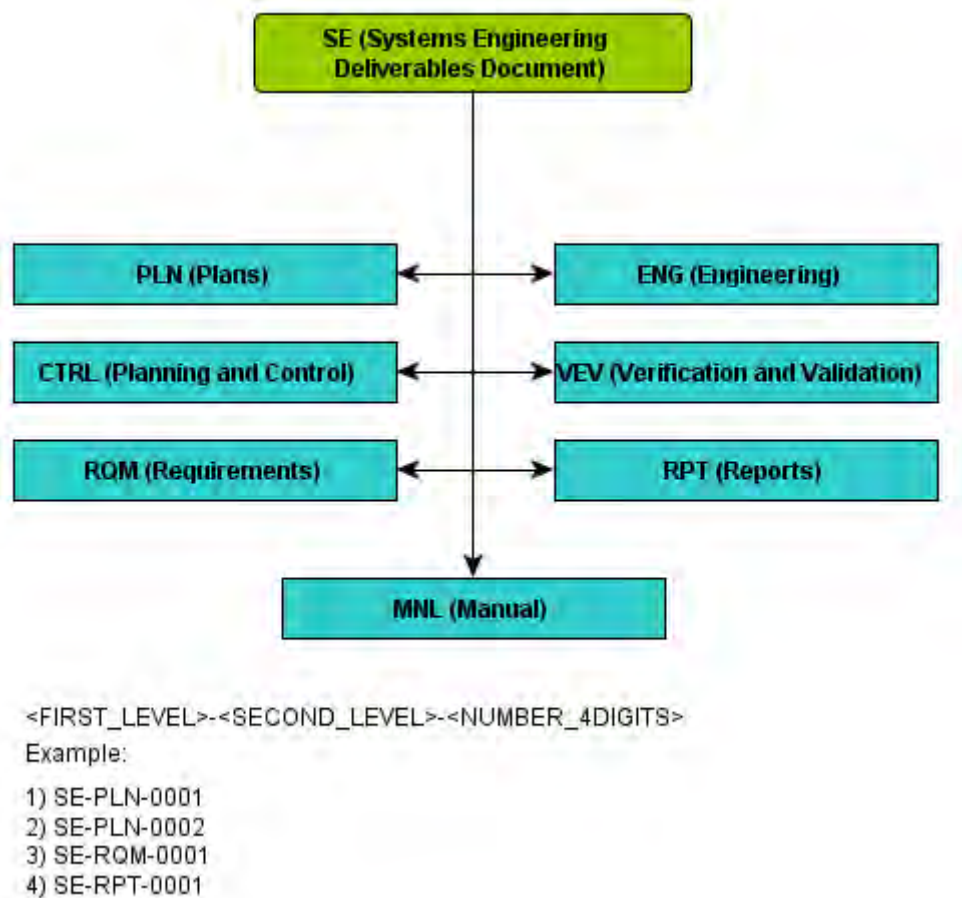 SE (Systems Engineering
Deliverables Document)
PLN (Plans)
ENG (Engineering)
CTRL (Planning and Control)
VEV (Verification and Validation)
RQM (Requirements)
RPT (Reports)
MNL (Manual)
<FIRST_LEVEL>-<SECOND_LEVEL>-<NUMBER_4DIGITS>
Example:
1) SE-PLN-0001
2) SE-PLN-0002
3) SE-RQM-0001
4) SE-RPT-0001